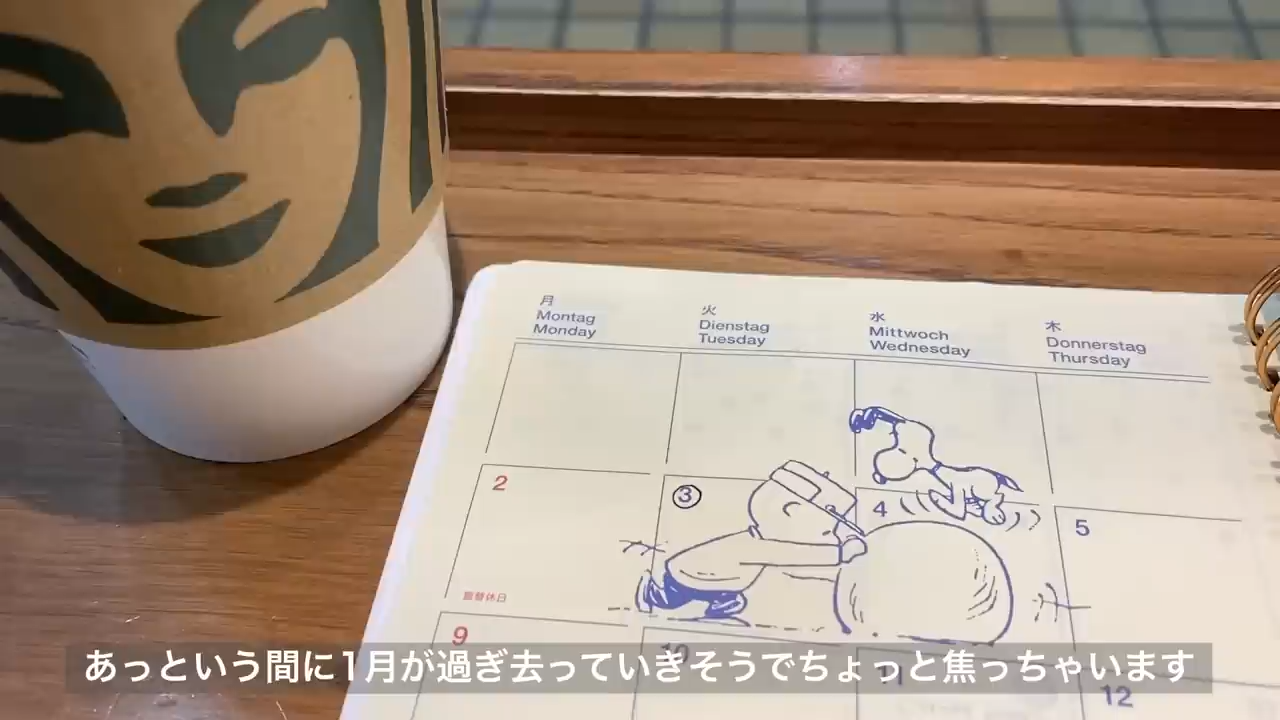 月 火 水 木
Montag Dienstag Mittwoch Donnerstag
Monday Tuesday Wednesday Thursday
2 3 4 5
振替休日
9 10 11 12
あっという間に1月が過ぎ去っていきそうでちょっと焦っちゃいます